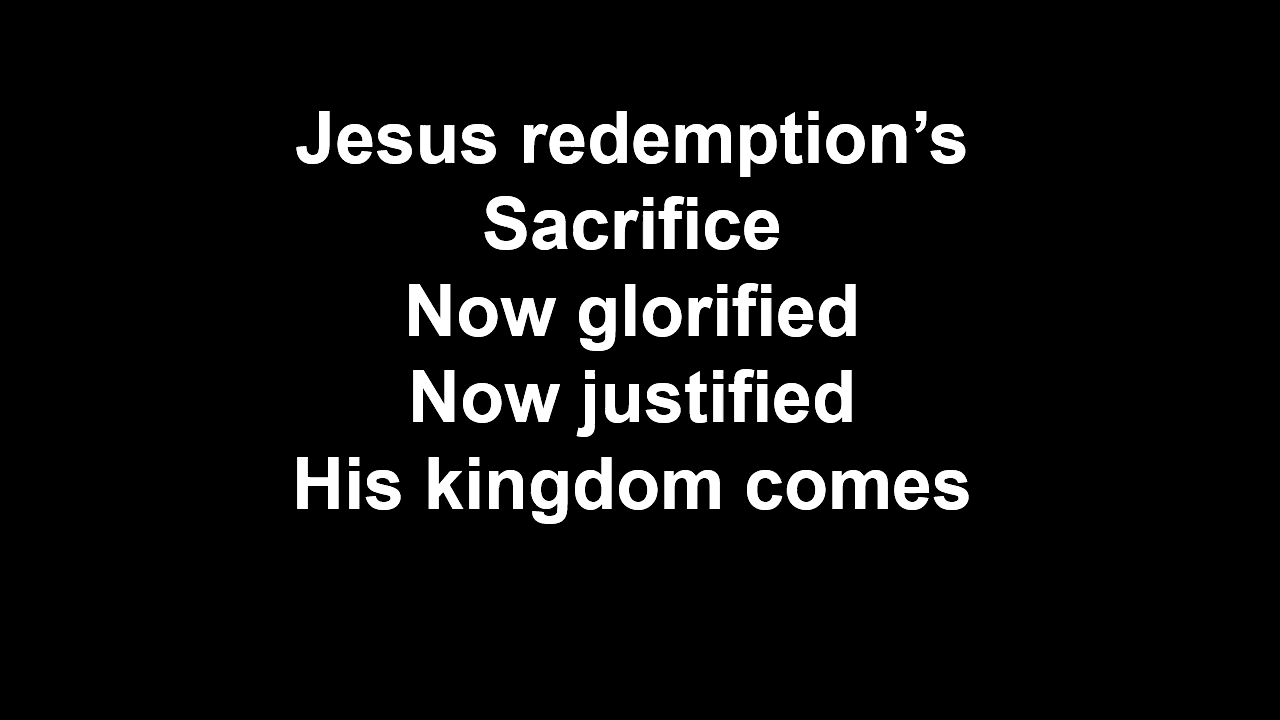 Jesus redemption’s
Sacrifice
Now glorified
Now justified
His kingdom comes